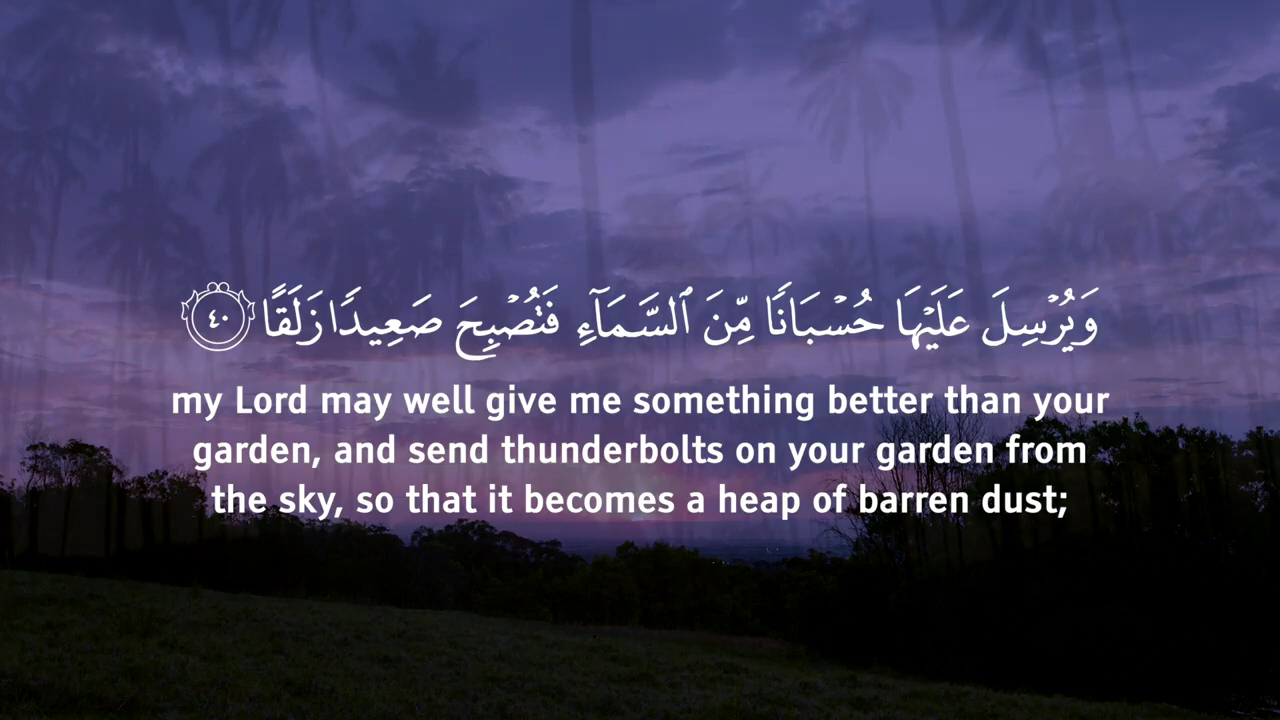 وَيُرْسِلَ عَلَيْهَا حُسْبَانًا مِّنَ ٱلسَّمَآءِ فَتُصْبِحَ صَعِيدًا زَلَقًا ٤٠
my Lord may well give me something better than your
garden, and send thunderbolts on your garden from
the sky, so that it becomes a heap of barren dust;